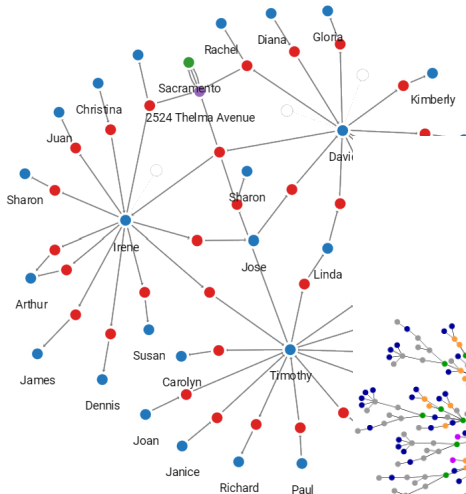 Rachel
Diana
Gloria
Sacramento
Kimberly
Christina
2524 Thelma Avenue
Juan
Sharon
Sharon
Irene
Jose
Linda
Arthur
Susan
Timothy
James
Carolyn
Dennis
Joan
Janice
Richard
Paul